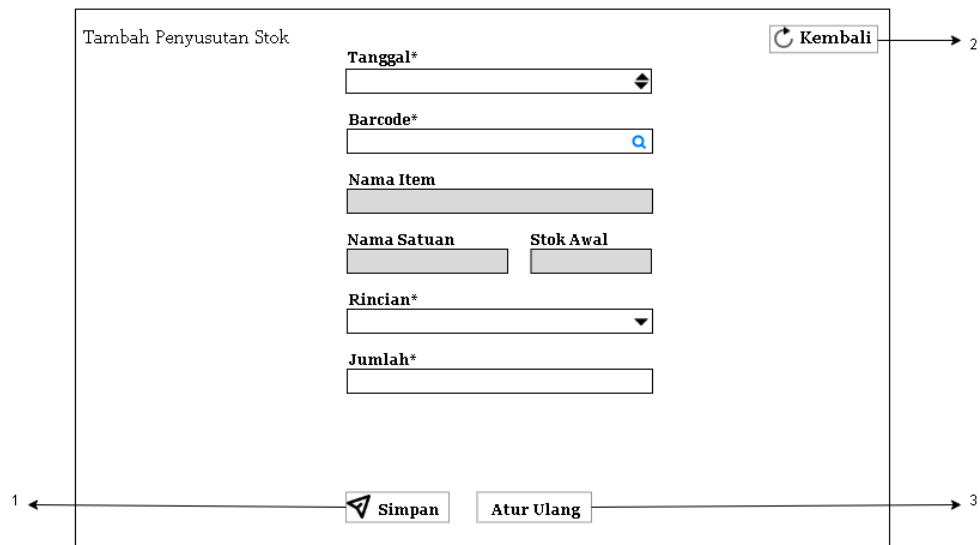 Tambah Penyusutan Stok
Kembali
2
Tanggal*
Barcode*
Nama Item
Nama Satuan
Stok Awal
Rincian*
Jumlah*
1
Simpan
Atur Ulang
3